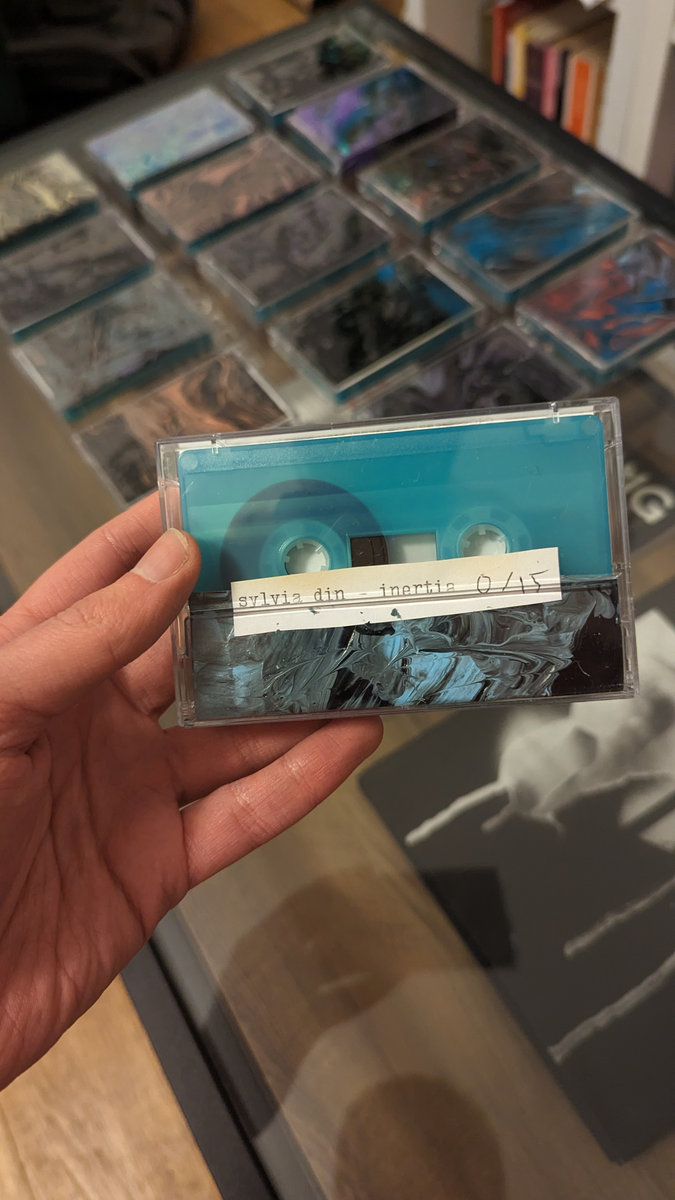 sylvia din - inertia 0/15